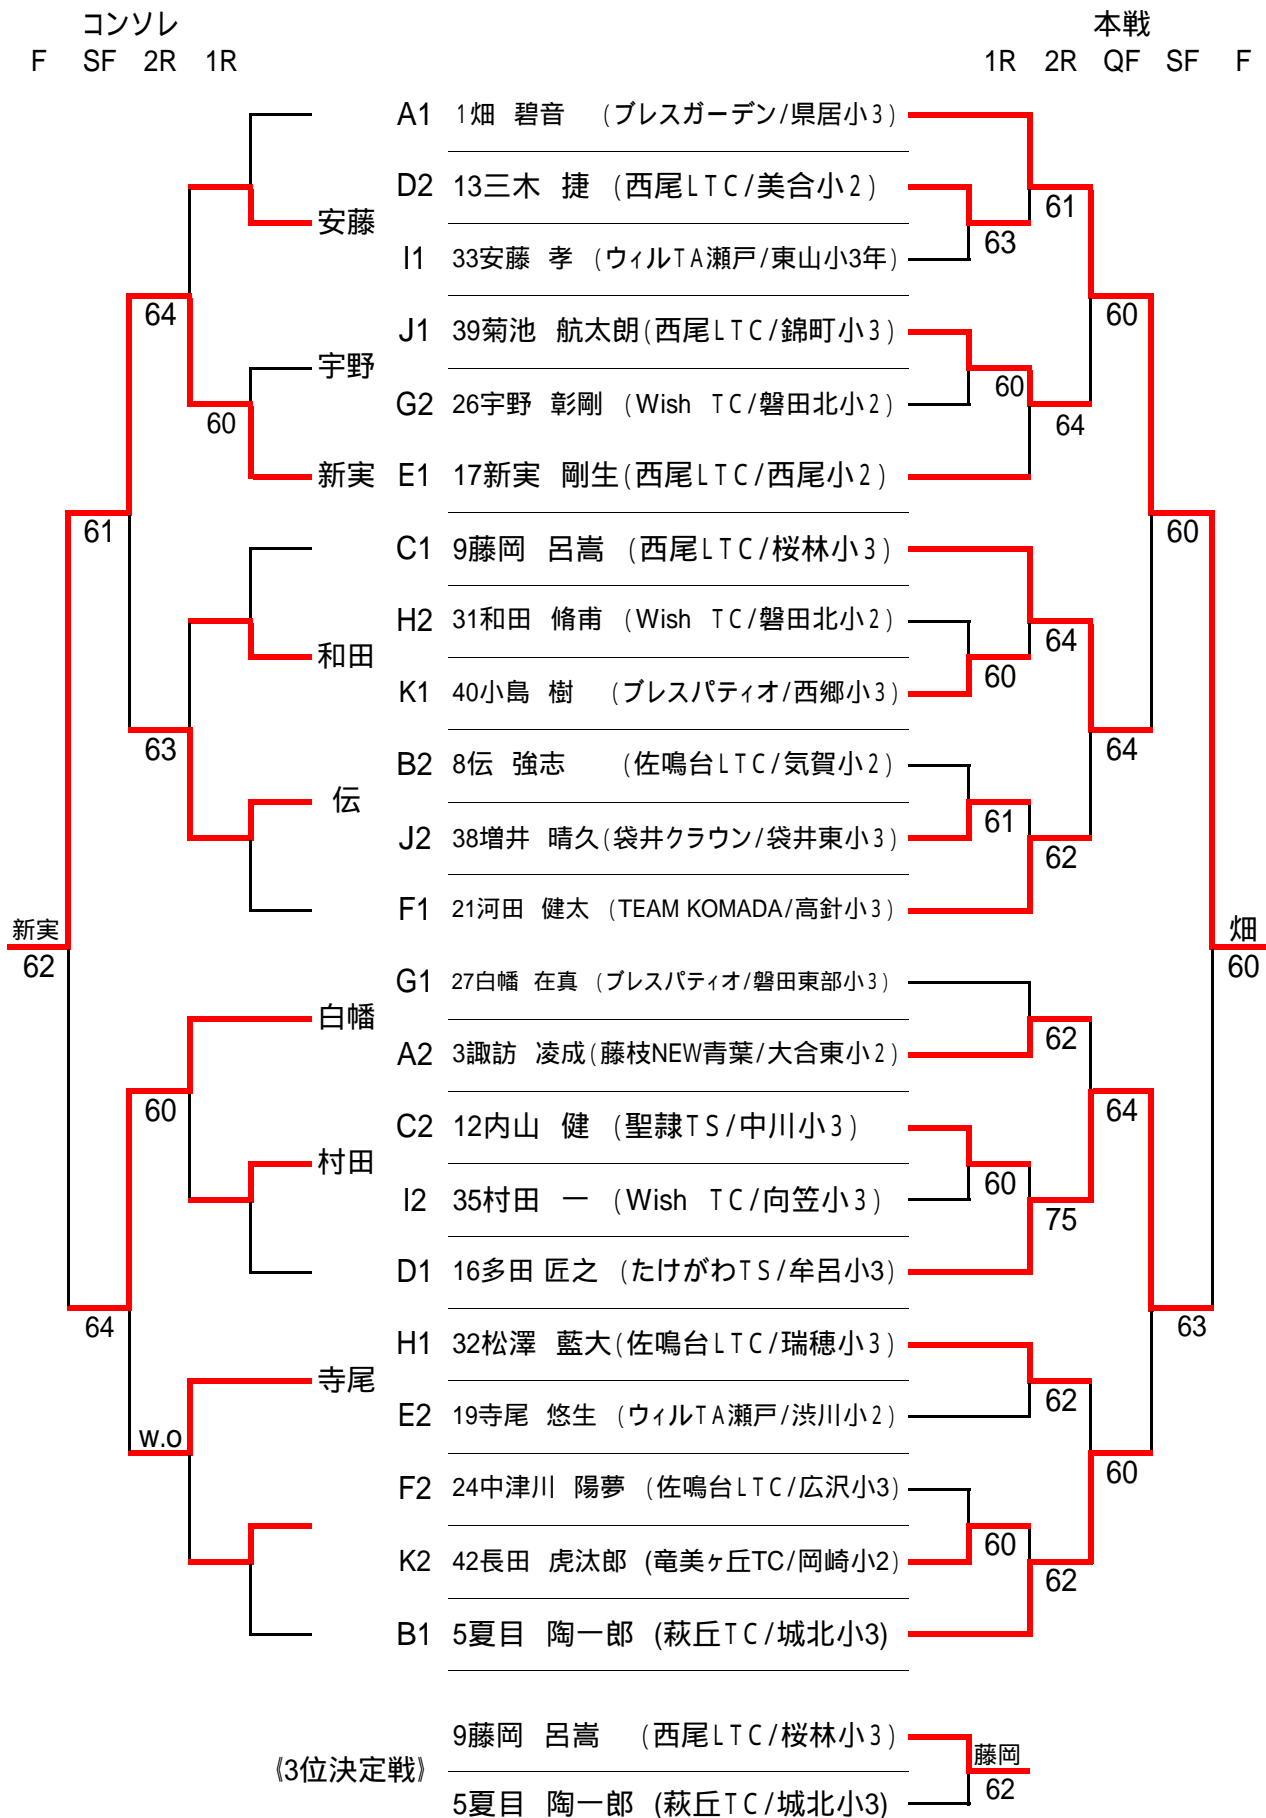 コンソレ 本戦
F SF 2R 1R 1R 2R QF SF F
A1 1畑 碧音 (ブレスガーデン/県居小3)
D2 13三木 捷 (西尾LTC/美合小2) 61
安藤 63
I1 33安藤 孝 (ウィルTA瀬戸/東山小3年)
64 60
J1 39菊池 航太朗(西尾LTC/錦町小3)
宇野 60
G2 26宇野 彰剛 (Wish TC/磐田北小2)
60 64
新実 E1 17新実 剛生(西尾LTC/西尾小2)
61 60
C1 9藤岡 呂嵩 (西尾LTC/桜林小3)
H2 31和田 脩甫 (Wish TC/磐田北小2) 64
和田 60
K1 40小島 樹 (ブレスパティオ/西郷小3)
63 64
B2 8伝 強志 (佐鳴台LTC/気賀小2)
伝 61
J2 38増井 晴久(袋井クラウン/袋井東小3) 62
F1 21河田 健太 (TEAM KOMADA/高針小3)
新実 畑
62 60
G1 27白幡 在真 (ブレスパティオ/磐田東部小3)
白幡 62
A2 3諏訪 凌成(藤枝NEW青葉/大合東小2)
60 64
C2 12内山 健 (聖隷TS/中川小3)
村田 60
I2 35村田 一 (Wish TC/向笠小3) 75
D1 16多田 匠之 (たけがわTS/牟呂小3)
64 63
H1 32松澤 藍大(佐鳴台LTC/瑞穂小3)
寺尾 62
E2 19寺尾 悠生 (ウィルTA瀬戸/渋川小2)
w.o 60
F2 24中津川 陽夢 (佐鳴台LTC/広沢小3)
60
K2 42長田 虎汰郎 (竜美ヶ丘TC/岡崎小2) 62
B1 5夏目 陶一郎 (萩丘TC/城北小3)
9藤岡 呂嵩 (西尾LTC/桜林小3)
《3位決定戦》 藤岡
62
5夏目 陶一郎 (萩丘TC/城北小3)